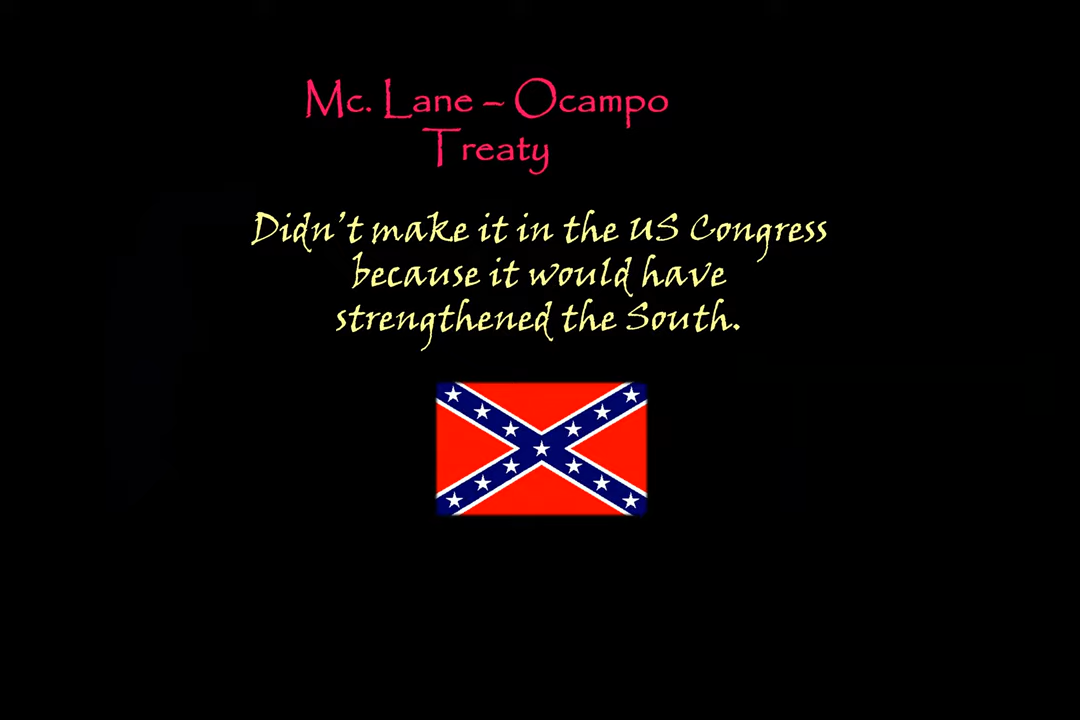 Mc. Lane – Ocampo
Treaty
Didn't make it in the US Congress
because it would have
strengthened the South.